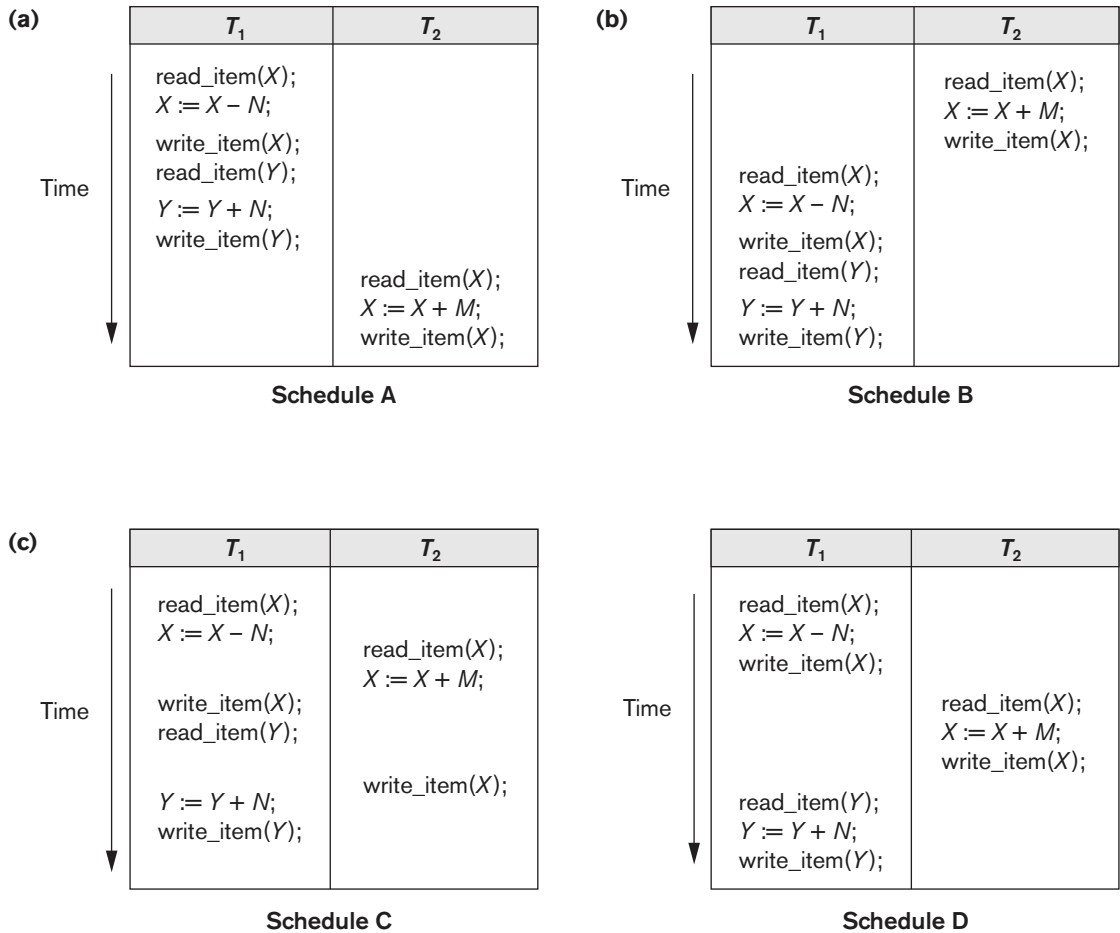 (a)
T₁ T₂
read_item(X);
X := X – N;
write_item(X);
read_item(Y);
Y := Y + N;
write_item(Y);
read_item(X);
X := X + M;
write_item(X);
Time
Schedule A
(b)
T₁ T₂
read_item(X);
X := X + M;
write_item(X);
read_item(X);
X := X – N;
write_item(X);
read_item(Y);
Y := Y + N;
write_item(Y);
Time
Schedule B
(c)
T₁ T₂
read_item(X);
X := X – N;
read_item(X);
X := X + M;
write_item(X);
read_item(Y);
write_item(X);
Y := Y + N;
write_item(Y);
Time
Schedule C
T₁ T₂
read_item(X);
X := X – N;
write_item(X);
read_item(X);
X := X + M;
write_item(X);
read_item(Y);
Y := Y + N;
write_item(Y);
Time
Schedule D